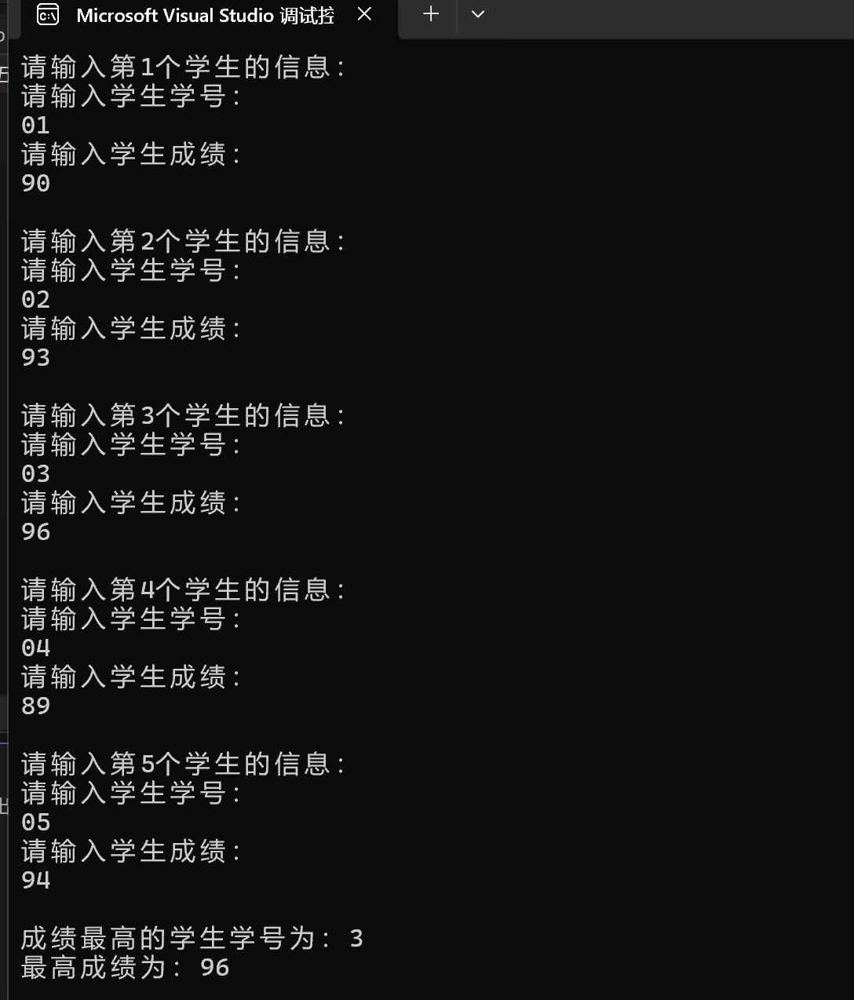 Microsoft Visual Studio 调试控
请输入第1个学生的信息：
请输入学生学号：
01
请输入学生成绩：
90
请输入第2个学生的信息：
请输入学生学号：
02
请输入学生成绩：
93
请输入第3个学生的信息：
请输入学生学号：
03
请输入学生成绩：
96
请输入第4个学生的信息：
请输入学生学号：
04
请输入学生成绩：
89
请输入第5个学生的信息：
请输入学生学号：
05
请输入学生成绩：
94
成绩最高的学生学号为：3
最高成绩为：96